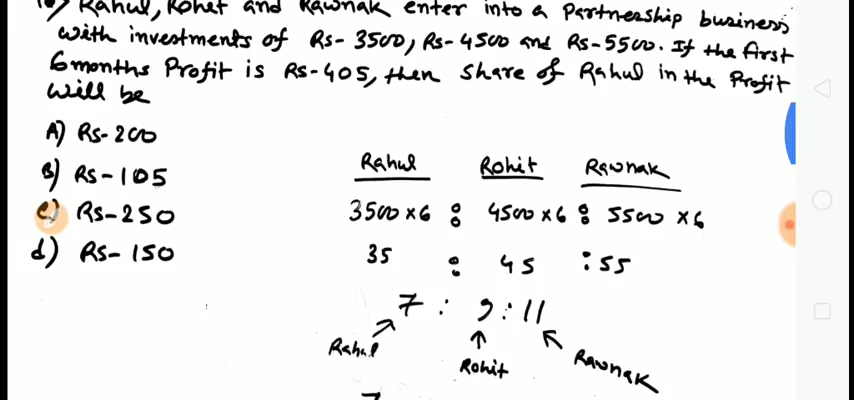 Rahul, Rohit and Rawnak enter into a Partnership business
with investments of Rs-3500, Rs-4500 and Rs-5500. If the first
6 months Profit is Rs-405, then share of Rahul in the Profit
will be
A) Rs-200
B) Rs-105
c) Rs-250
d) Rs-150
Rahul Rohit Rawnak
3500 x 6 : 4500 x 6 : 5500 x 6
35 : 45 : 55
7 : 9 : 11
Rahul Rohit Rawnak
7